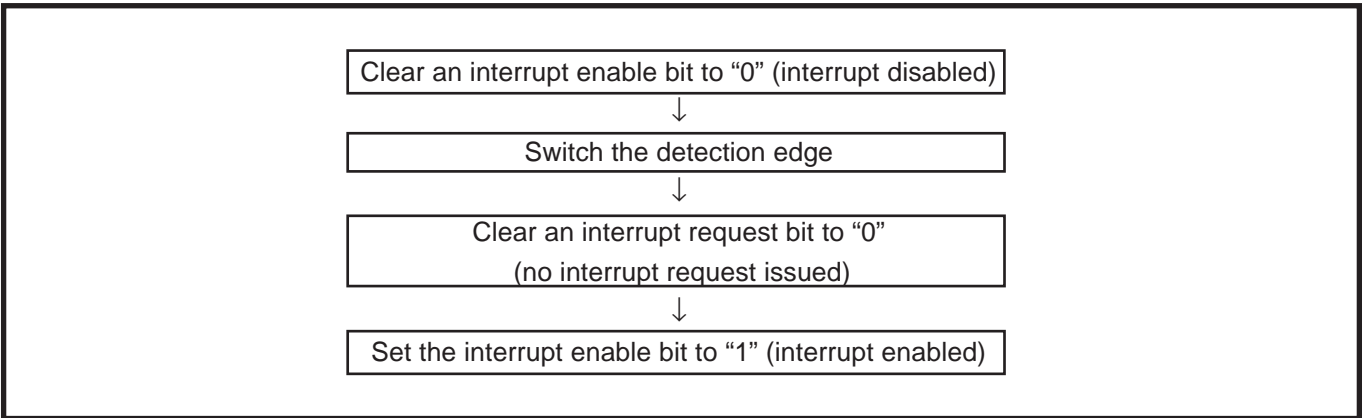 Clear an interrupt enable bit to “0” (interrupt disabled)
↓
Switch the detection edge
↓
Clear an interrupt request bit to “0”
(no interrupt request issued)
↓
Set the interrupt enable bit to “1” (interrupt enabled)